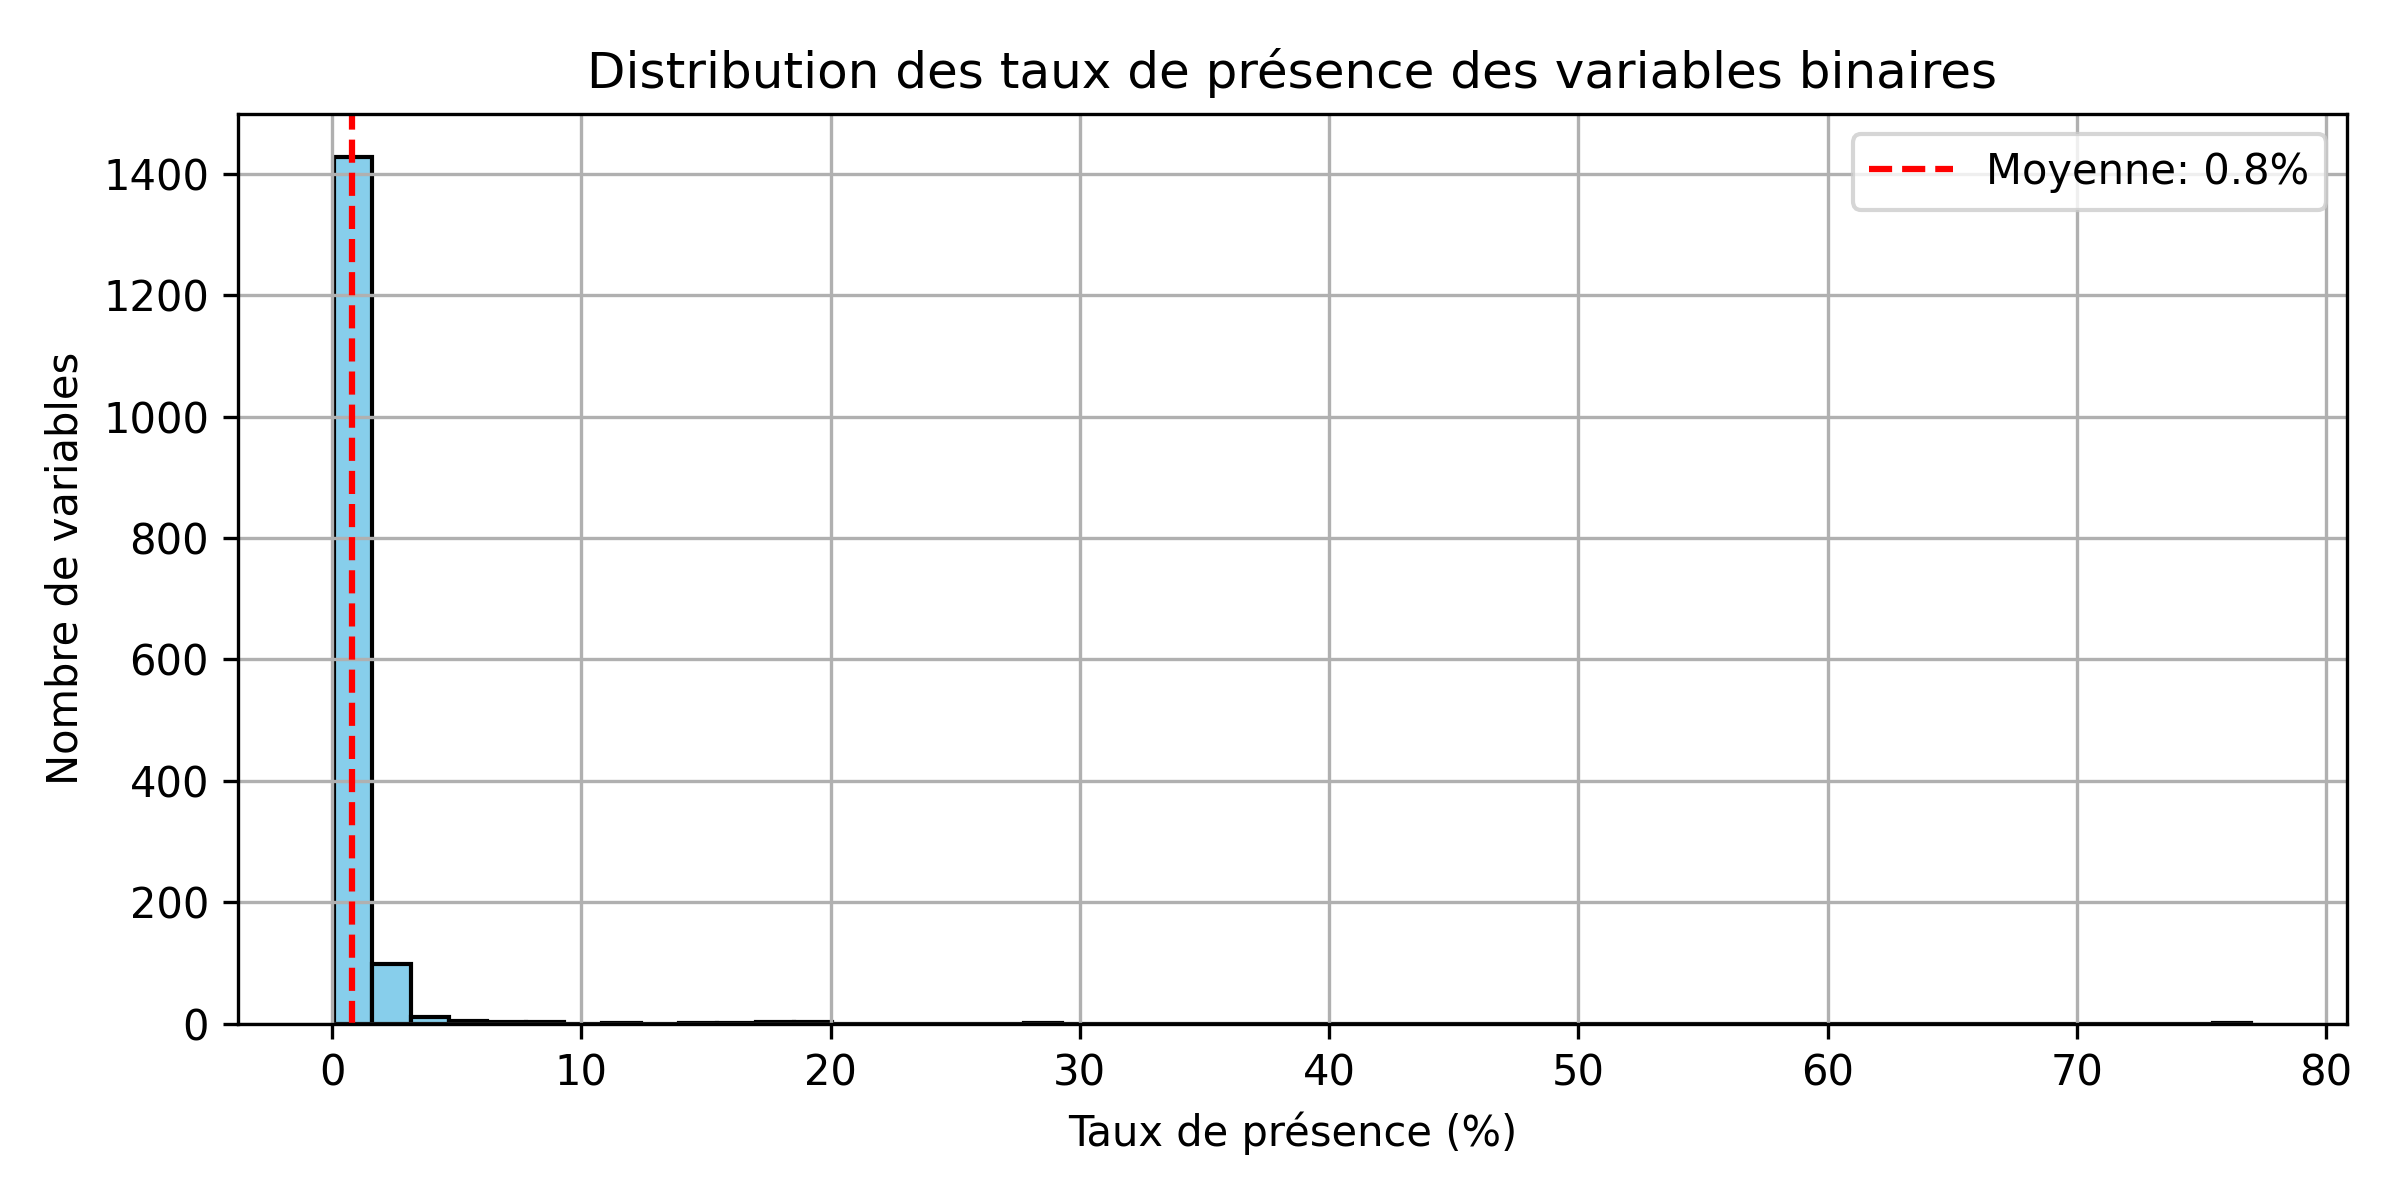 Distribution des taux de présence des variables binaires
Moyenne: 0.8%
Nombre de variables
1400
1200
1000
800
600
400
200
0
0 10 20 30 40 50 60 70 80
Taux de présence (%)